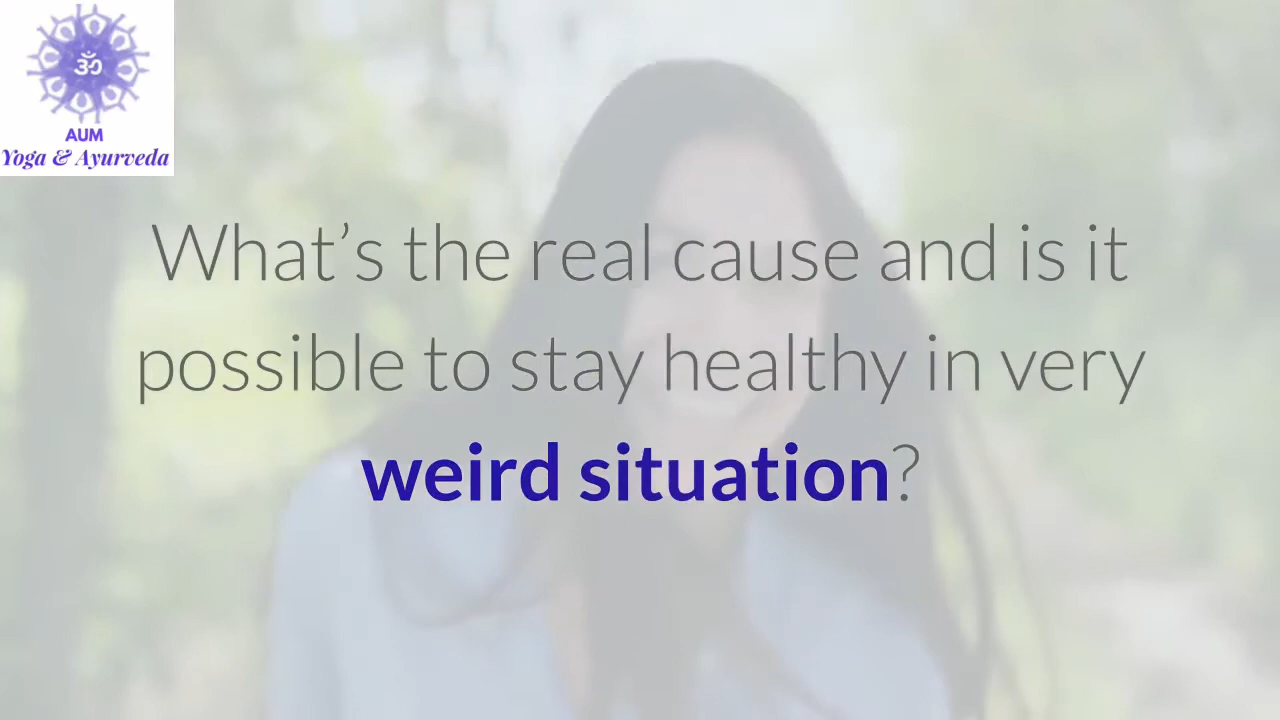 ॐ
AUM
Yoga & Ayurveda
What’s the real cause and is it
possible to stay healthy in very
weird situation?